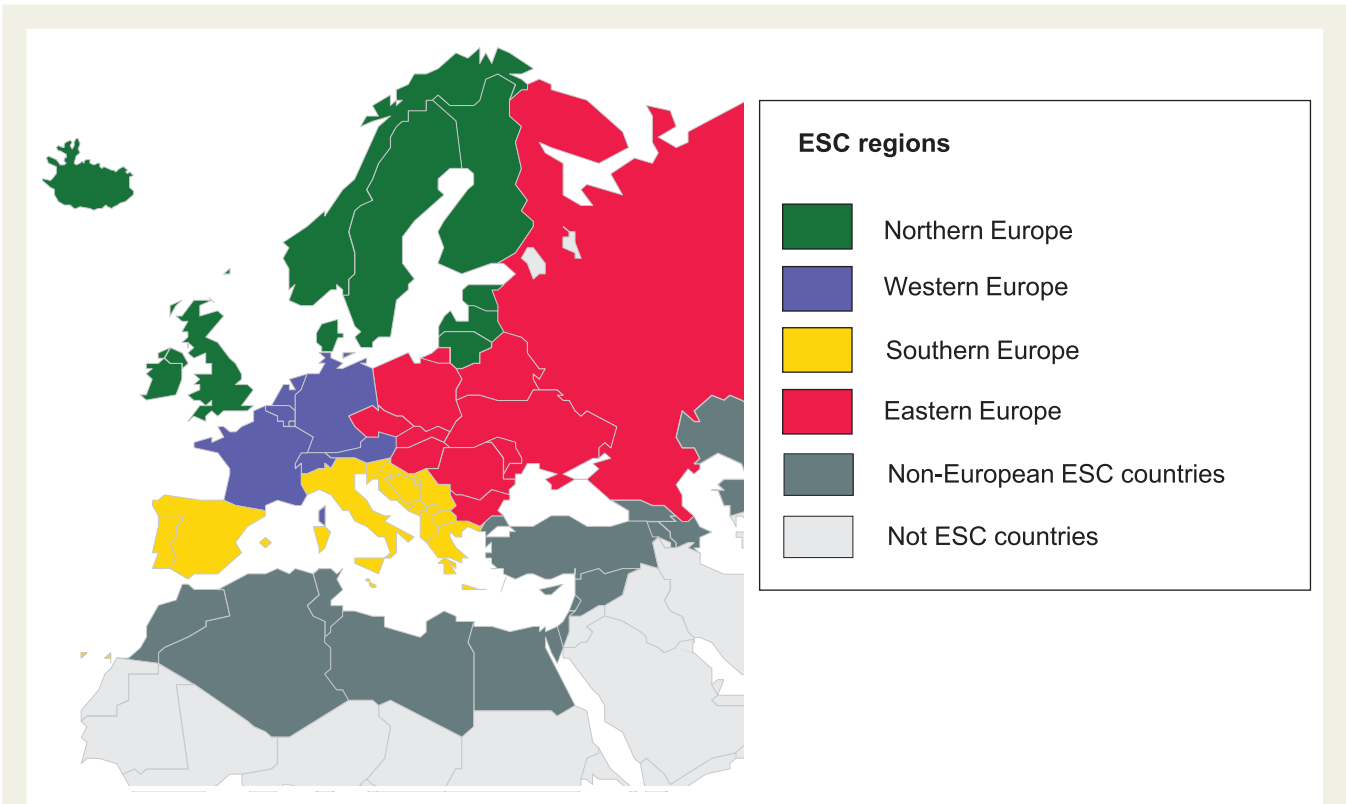 ESC regions
Northern Europe
Western Europe
Southern Europe
Eastern Europe
Non-European ESC countries
Not ESC countries